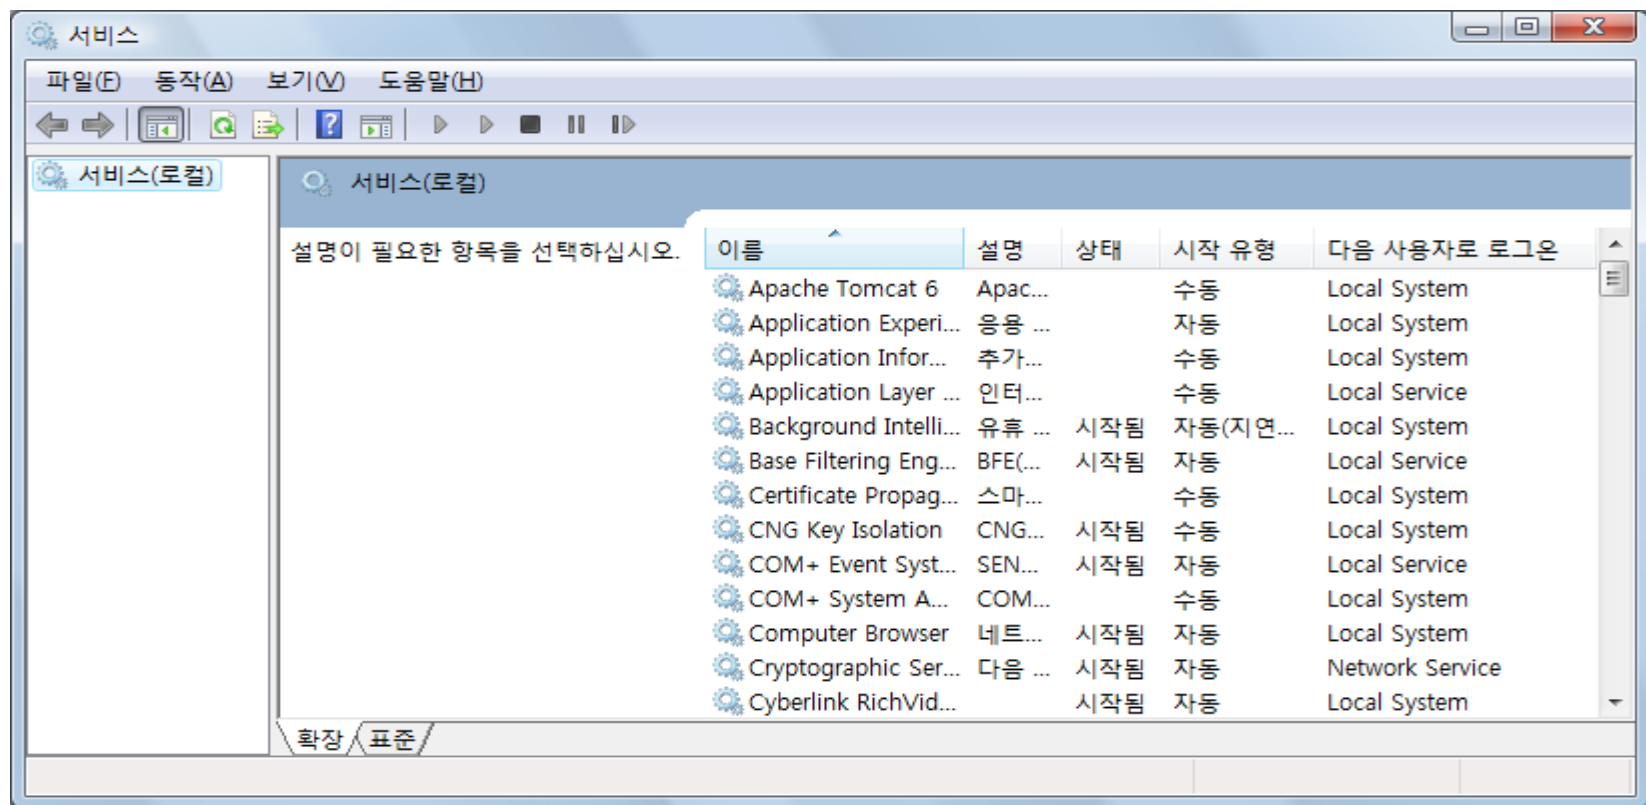 서비스
파일(F) 동작(A) 보기(V) 도움말(H)
서비스(로컬)
서비스(로컬)
설명이 필요한 항목을 선택하십시오.
이름 설명 상태 시작 유형 다음 사용자로 로그온
Apache Tomcat 6 Apac... 수동 Local System
Application Experi... 응용 ... 자동 Local System
Application Infor... 추가... 수동 Local System
Application Layer ... 인터... 수동 Local Service
Background Intelli... 유휴 ... 시작됨 자동(지연... Local System
Base Filtering Eng... BFE(... 시작됨 자동 Local Service
Certificate Propag... 스마... 수동 Local System
CNG Key Isolation CNG... 시작됨 수동 Local System
COM+ Event Syst... SEN... 시작됨 자동 Local Service
COM+ System A... COM... 수동 Local System
Computer Browser 네트... 시작됨 자동 Local System
Cryptographic Ser... 다음 ... 시작됨 자동 Network Service
Cyberlink RichVid... 시작됨 자동 Local System
확장 표준